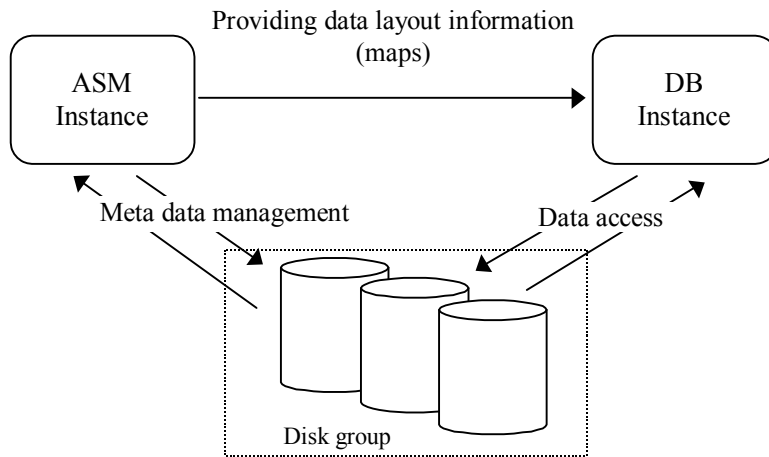 Providing data layout information
(maps)
ASM
Instance
DB
Instance
Meta data management
Data access
Disk group